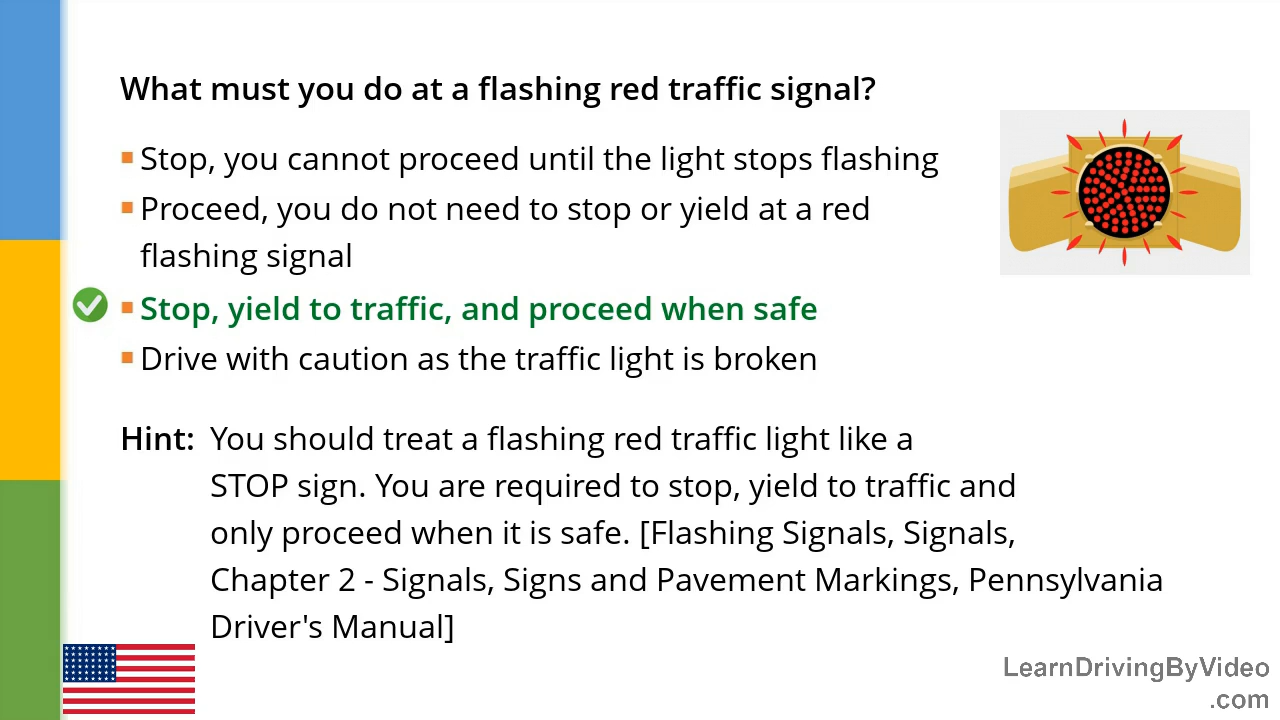 What must you do at a flashing red traffic signal?
Stop, you cannot proceed until the light stops flashing
Proceed, you do not need to stop or yield at a red
flashing signal
Stop, yield to traffic, and proceed when safe
Drive with caution as the traffic light is broken
Hint: You should treat a flashing red traffic light like a
STOP sign. You are required to stop, yield to traffic and
only proceed when it is safe. [Flashing Signals, Signals,
Chapter 2 - Signals, Signs and Pavement Markings, Pennsylvania
Driver's Manual]
LearnDrivingByVideo
.com